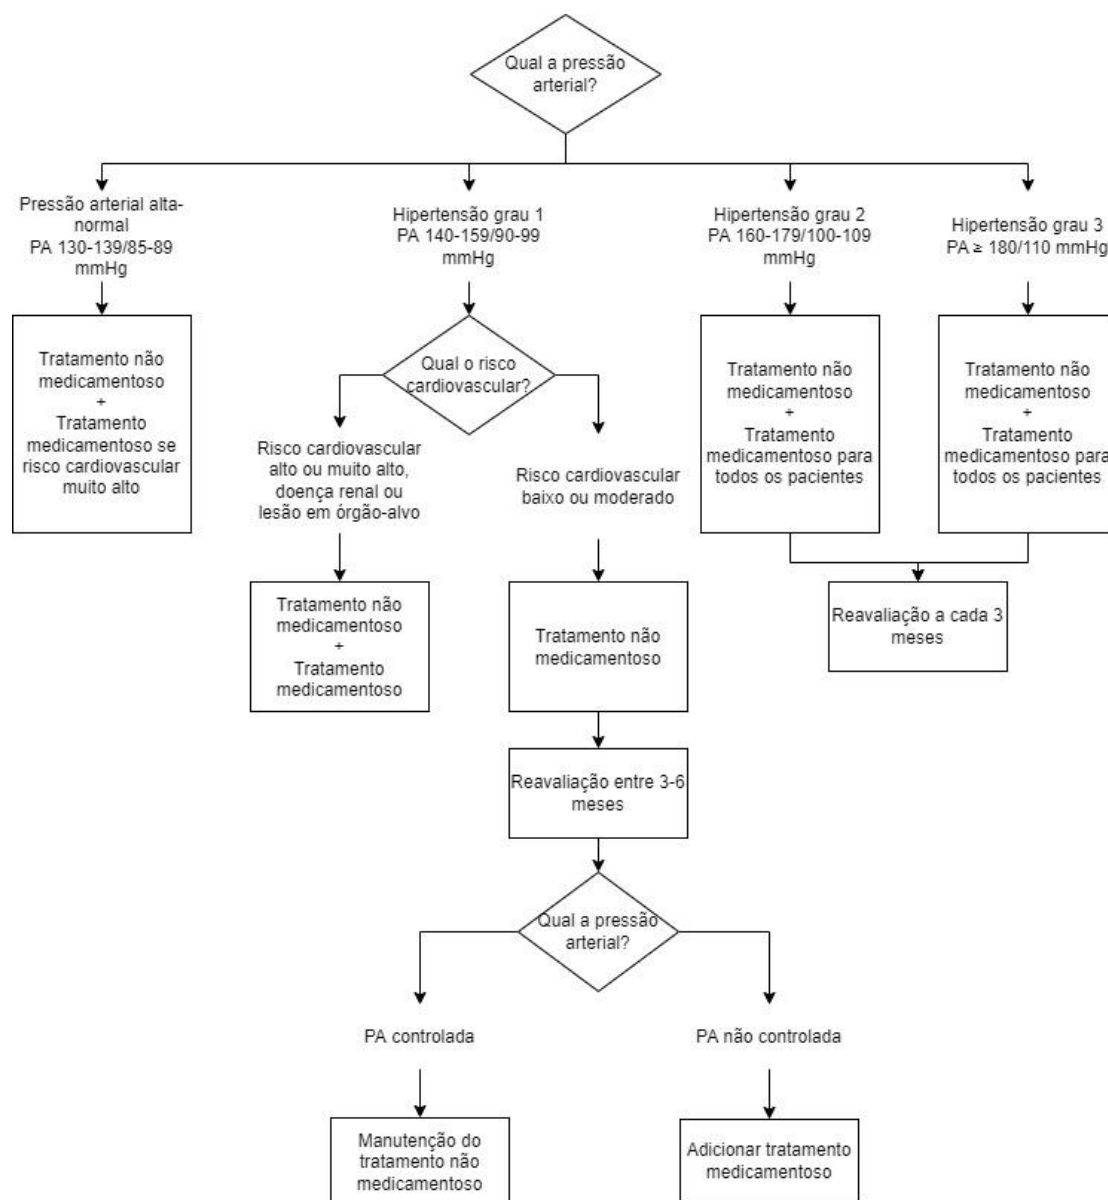 Qual a pressão
arterial?
Pressão arterial alta-
normal
PA 130-139/85-89
mmHg
Hipertensão grau 1
PA 140-159/90-99
mmHg
Hipertensão grau 2
PA 160-179/100-109
mmHg
Hipertensão grau 3
PA ≥ 180/110 mmHg
Tratamento não
medicamentoso
+
Tratamento
medicamentoso se
risco cardiovascular
muito alto
Qual o risco
cardiovascular?
Tratamento não
medicamentoso
+
Tratamento
medicamentoso para
todos os pacientes
Tratamento não
medicamentoso
+
Tratamento
medicamentoso para
todos os pacientes
Risco cardiovascular
alto ou muito alto,
doença renal ou
lesão em órgão-alvo
Risco cardiovascular
baixo ou moderado
Tratamento não
medicamentoso
+
Tratamento
medicamentoso
Tratamento não
medicamentoso
Reavaliação a cada 3
meses
Reavaliação entre 3-6
meses
Qual a pressão
arterial?
PA controlada
PA não controlada
Manutenção do
tratamento não
medicamentoso
Adicionar tratamento
medicamentoso